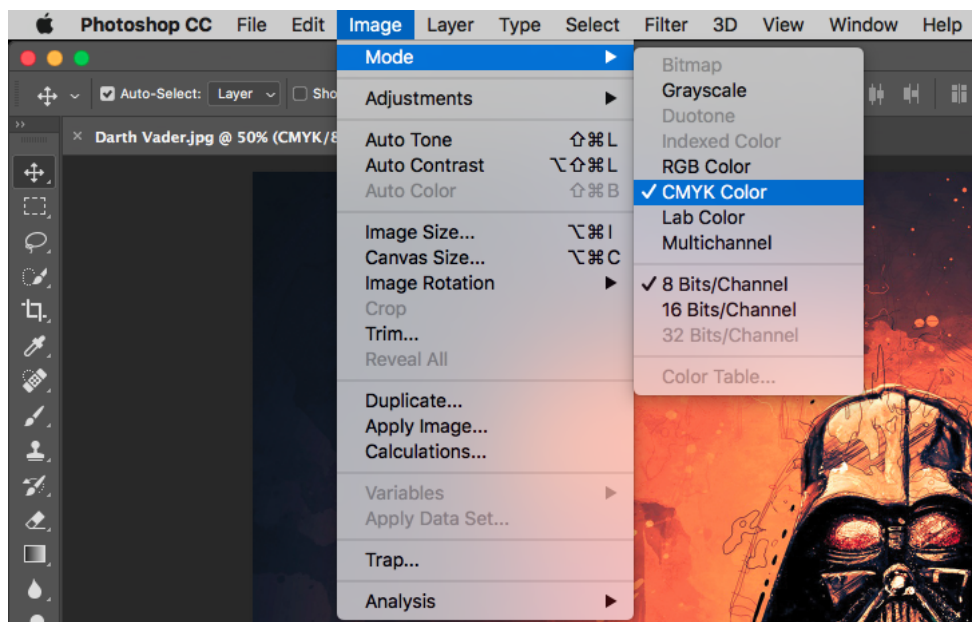 Photoshop CC File Edit Image Layer Type Select Filter 3D View Window Help
Auto-Select: Layer Sho
Darth Vader.jpg @ 50% (CMYK/8
Mode
Adjustments
Auto Tone ⇧⌘L
Auto Contrast ⌥⇧⌘L
Auto Color ⇧⌘B
Image Size... ⌥⌘I
Canvas Size... ⌥⌘C
Image Rotation
Crop
Trim...
Reveal All
Duplicate...
Apply Image...
Calculations...
Variables
Apply Data Set...
Trap...
Analysis
Bitmap
Grayscale
Duotone
Indexed Color
RGB Color
✓ CMYK Color
Lab Color
Multichannel
✓ 8 Bits/Channel
16 Bits/Channel
32 Bits/Channel
Color Table...